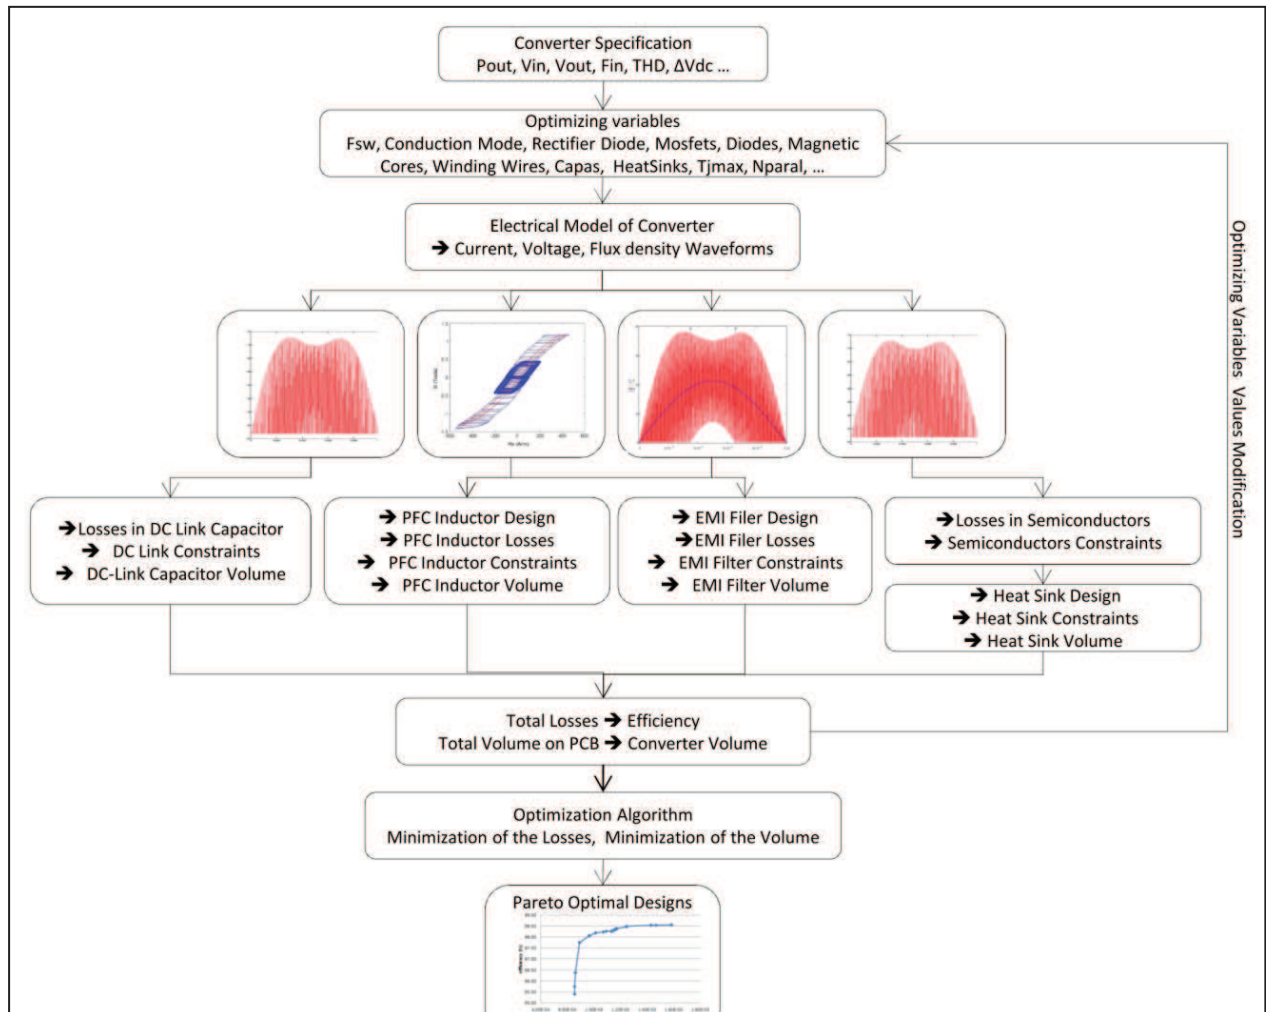 Converter Specification
Pout, Vin, Vout, Fin, THD, ΔVdc ...
Optimizing variables
Fsw, Conduction Mode, Rectifier Diode, Mosfets, Diodes, Magnetic
Cores, Winding Wires, Capas, HeatSinks, Tjmax, Nparal, ...
Electrical Model of Converter
➔ Current, Voltage, Flux density Waveforms
Optimizing Variables Values Modification
➔Losses in DC Link Capacitor
➔ DC Link Constraints
➔ DC-Link Capacitor Volume
➔ PFC Inductor Design
➔ PFC Inductor Losses
➔ PFC Inductor Constraints
➔ PFC Inductor Volume
➔ EMI Filer Design
➔EMI Filer Losses
➔ EMI Filter Constraints
➔ EMI Filter Volume
➔Losses in Semiconductors
➔ Semiconductors Constraints
➔ Heat Sink Design
➔ Heat Sink Constraints
➔ Heat Sink Volume
Total Losses ➔ Efficiency
Total Volume on PCB ➔ Converter Volume
Optimization Algorithm
Minimization of the Losses, Minimization of the Volume
Pareto Optimal Designs